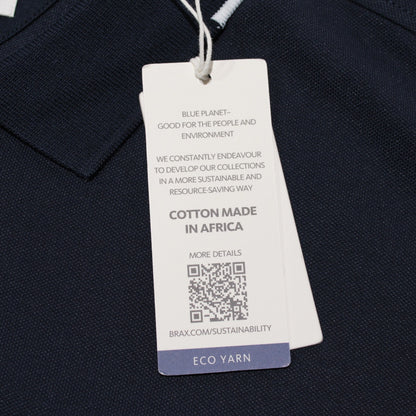 BLUE PLANET–
GOOD FOR THE PEOPLE AND
ENVIRONMENT
WE CONSTANTLY ENDEAVOUR
TO DEVELOP OUR COLLECTIONS
IN A MORE SUSTAINABLE AND
RESOURCE-SAVING WAY
COTTON MADE
IN AFRICA
MORE DETAILS
BRAX.COM/SUSTAINABILITY
ECO YARN